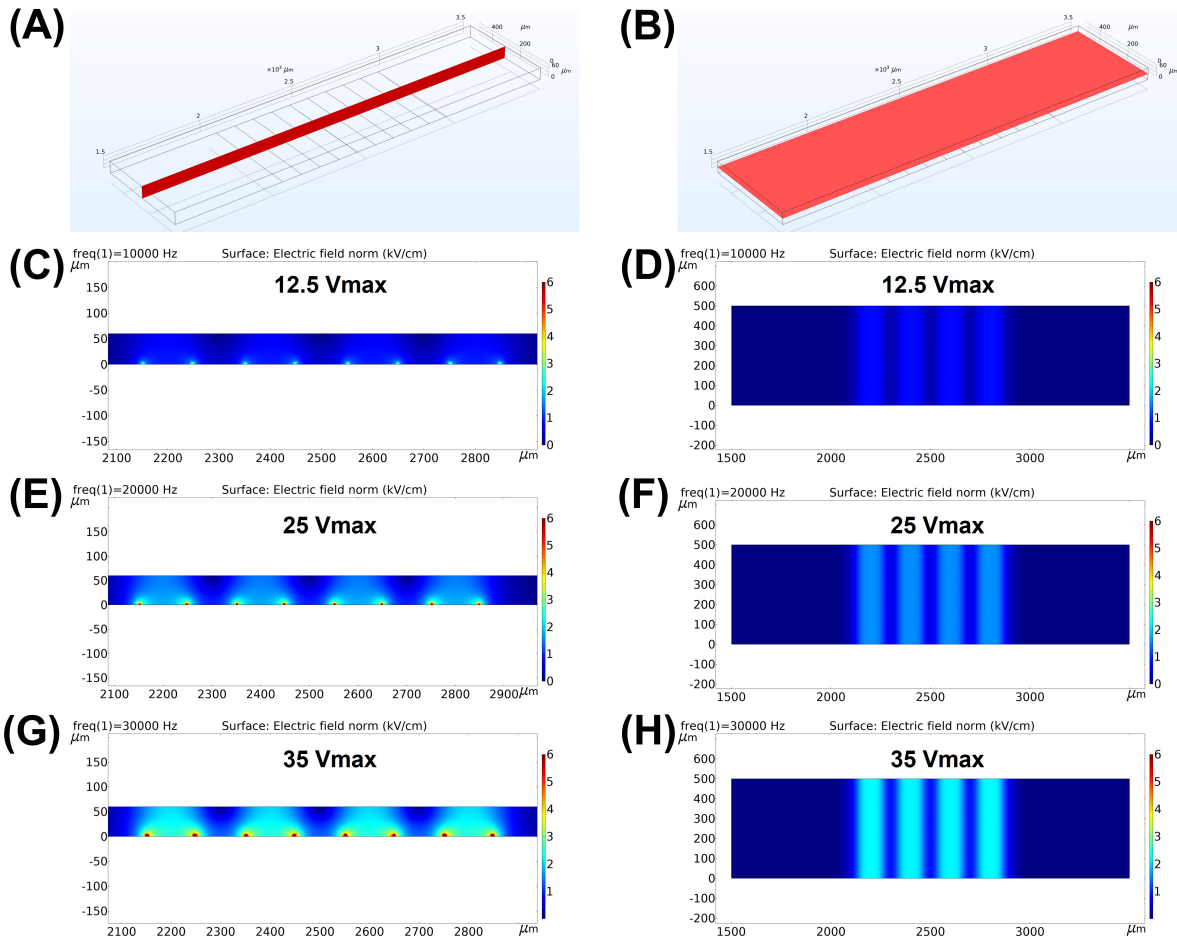 (A)
3.5
μm
400
3
200
×10³ μm
0
60
μm
2.5
0
2
1.5
(B)
3.5
μm
400
3
200
×10³ μm
0
60
μm
2.5
0
2
1.5
(C)
freq(1)=10000 Hz Surface: Electric field norm (kV/cm)
μm
12.5 Vmax
150
100
50
0
-50
-100
-150
2100 2200 2300 2400 2500 2600 2700 2800 μm
6
5
4
3
2
1
0
(D)
freq(1)=10000 Hz Surface: Electric field norm (kV/cm)
μm
12.5 Vmax
600
500
400
300
200
100
0
-100
-200
1500 2000 2500 3000 μm
6
5
4
3
2
1
0
(E)
freq(1)=20000 Hz Surface: Electric field norm (kV/cm)
μm
25 Vmax
150
100
50
0
-50
-100
-150
2100 2200 2300 2400 2500 2600 2700 2800 2900 μm
6
5
4
3
2
1
0
(F)
freq(1)=20000 Hz Surface: Electric field norm (kV/cm)
μm
25 Vmax
600
500
400
300
200
100
0
-100
-200
1500 2000 2500 3000 μm
6
5
4
3
2
1
0
(G)
freq(1)=30000 Hz Surface: Electric field norm (kV/cm)
μm
35 Vmax
150
100
50
0
-50
-100
-150
2100 2200 2300 2400 2500 2600 2700 2800 μm
6
5
4
3
2
1
(H)
freq(1)=30000 Hz Surface: Electric field norm (kV/cm)
μm
35 Vmax
600
500
400
300
200
100
0
-100
-200
1500 2000 2500 3000 μm
6
5
4
3
2
1